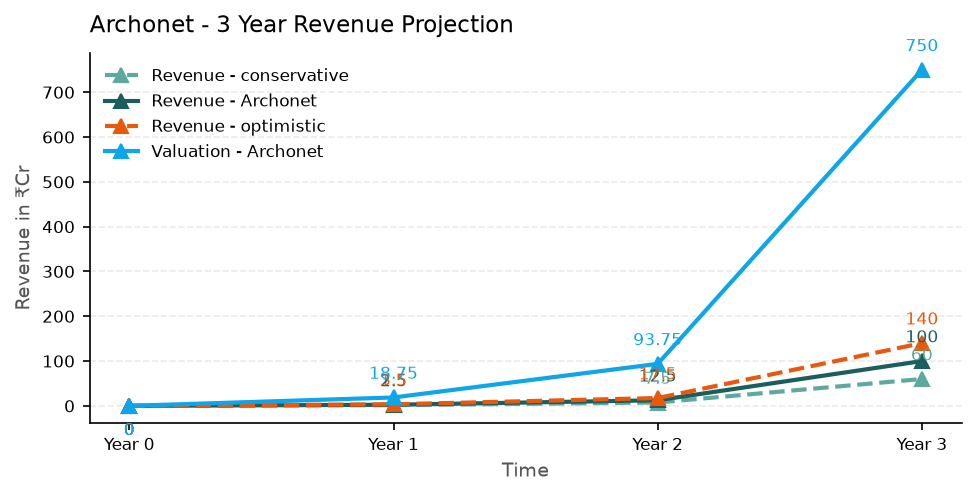 Archonet - 3 Year Revenue Projection
750
Revenue - conservative
Revenue - Archonet
Revenue - optimistic
Valuation - Archonet
Revenue in ₹Cr
700
600
500
400
300
200
100
0
18.75
93.75
140
100
60
0
Year 0
Year 1
Year 2
Year 3
Time